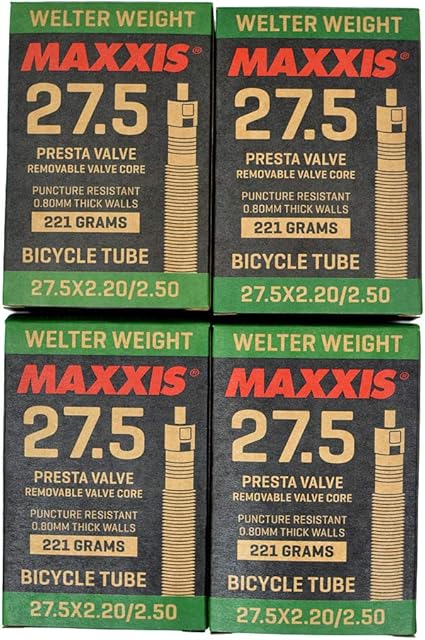 WELTER WEIGHT
MAXXIS®
27.5
PRESTA VALVE
REMOVABLE VALVE CORE
PUNCTURE RESISTANT
0.80MM THICK WALLS
221 GRAMS
BICYCLE TUBE
27.5X2.20/2.50
WELTER WEIGHT
MAXXIS®
27.5
PRESTA VALVE
REMOVABLE VALVE CORE
PUNCTURE RESISTANT
0.80MM THICK WALLS
221 GRAMS
BICYCLE TUBE
27.5X2.20/2.50
WELTER WEIGHT
MAXXIS®
27.5
PRESTA VALVE
REMOVABLE VALVE CORE
PUNCTURE RESISTANT
0.80MM THICK WALLS
221 GRAMS
BICYCLE TUBE
27.5X2.20/2.50
WELTER WEIGHT
MAXXIS®
27.5
PRESTA VALVE
REMOVABLE VALVE CORE
PUNCTURE RESISTANT
0.80MM THICK WALLS
221 GRAMS
BICYCLE TUBE
27.5X2.20/2.50